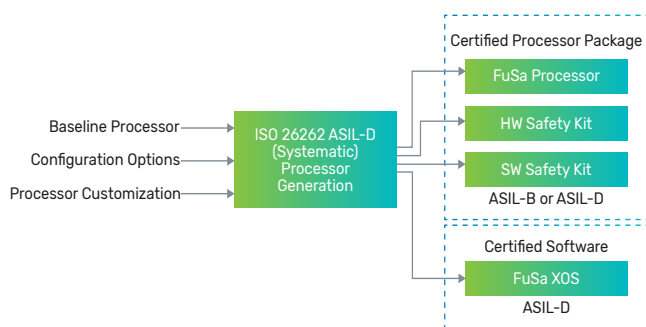 Certified Processor Package
FuSa Processor
HW Safety Kit
SW Safety Kit
ASIL-B or ASIL-D
Baseline Processor
Configuration Options
Processor Customization
ISO 26262 ASIL-D
(Systematic)
Processor
Generation
Certified Software
FuSa XOS
ASIL-D